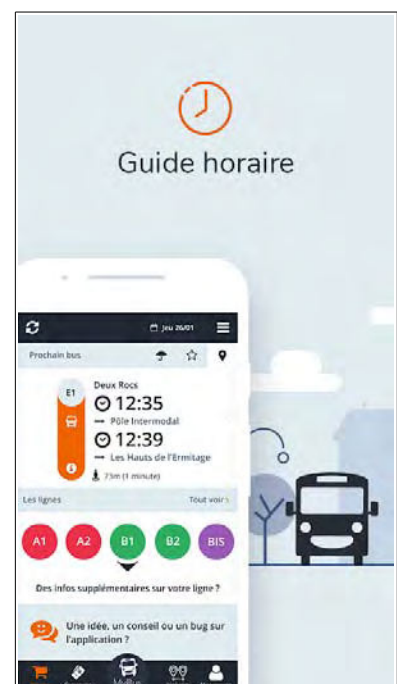 Guide horaire
Jeu 26/01
Prochain bus
E1
Deux Rocs
12:35
→ Pôle Intermodal
12:39
→ Les Hauts de l'Ermitage
73m (1 minute)
Les lignes
Tout voir >
A1 A2 B1 B2 BIS
Des infos supplémentaires sur votre ligne ?
Une idée, un conseil ou un bug sur
l'application ?
MyBus